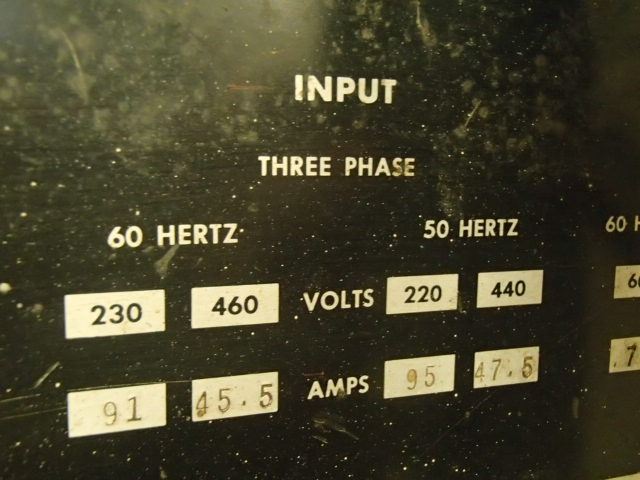 INPUT
THREE PHASE
60 HERTZ 50 HERTZ 60
230 460 VOLTS 220 440
91 45.5 AMPS 95 47.5